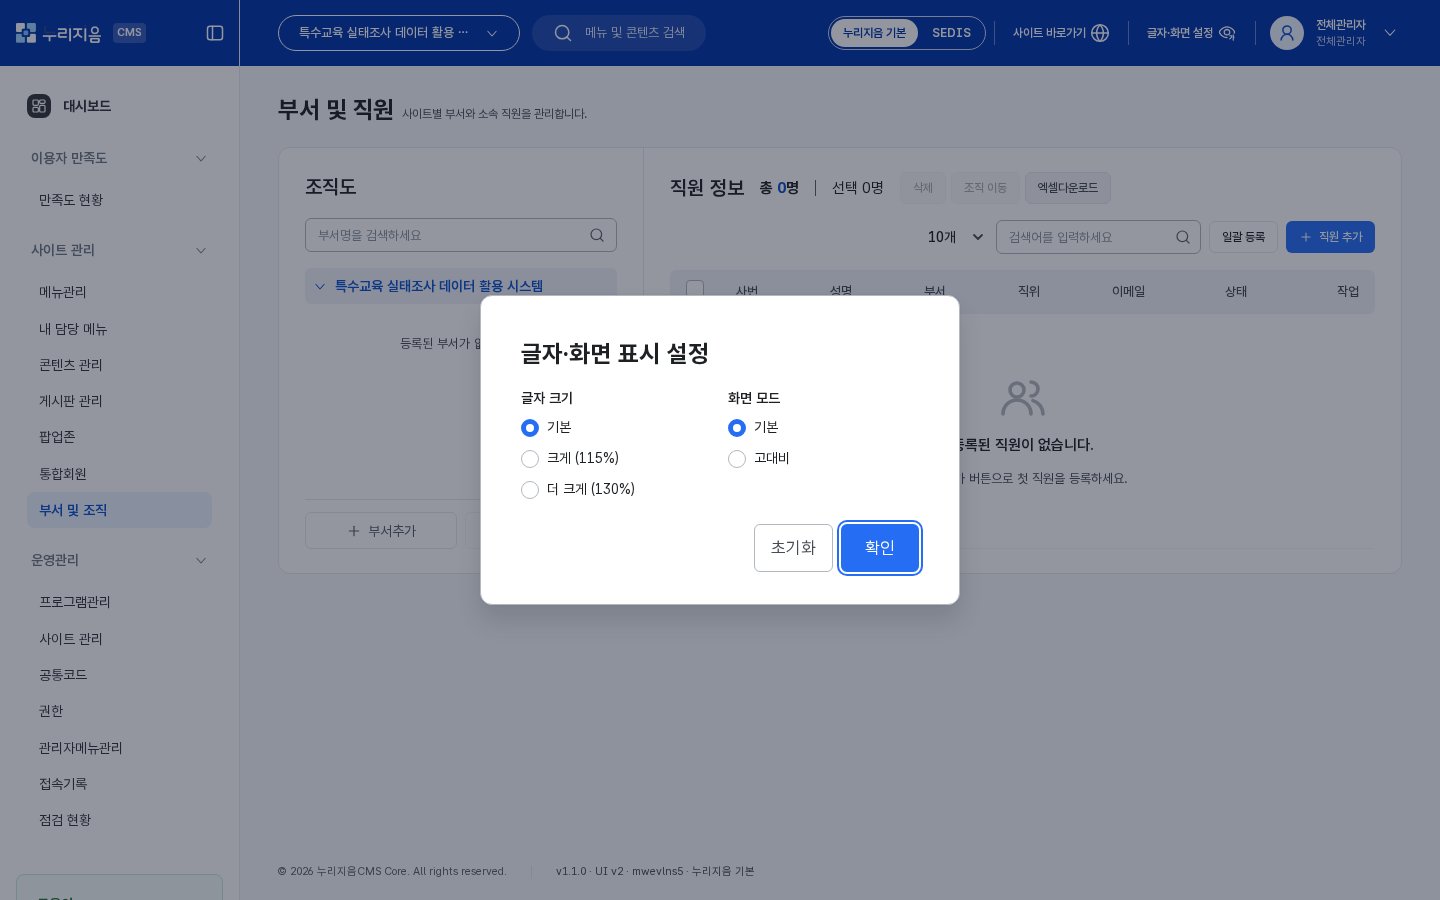 누리지음 CMS
특수교육 실태조사 데이터 활용 ···
메뉴 및 콘텐츠 검색
누리지음 기본
SEDIS
사이트 바로가기
글자·화면 설정
전체관리자
전체관리자
대시보드
이용자 만족도
만족도 현황
사이트 관리
메뉴관리
내 담당 메뉴
콘텐츠 관리
게시판 관리
팝업존
통합회원
부서 및 조직
운영관리
프로그램관리
사이트 관리
공통코드
권한
관리자메뉴관리
접속기록
점검 현황
부서 및 직원 사이트별 부서와 소속 직원을 관리합니다.
조직도
부서명을 검색하세요
특수교육 실태조사 데이터 활용 시스템
등록된 부서가
부서추가
직원 정보 총 0명 선택 0명 삭제 조직 이동 엑셀다운로드
10개 검색어를 입력하세요 일괄 등록 직원 추가
사번 성명 부서 직위 이메일 상태 작업
등록된 직원이 없습니다.
버튼으로 첫 직원을 등록하세요.
글자·화면 표시 설정
글자 크기
기본
크게 (115%)
더 크게 (130%)
화면 모드
기본
고대비
초기화 확인
© 2026 누리지음CMS Core. All rights reserved.
v1.1.0 · UI v2 · mwevlns5 · 누리지음 기본